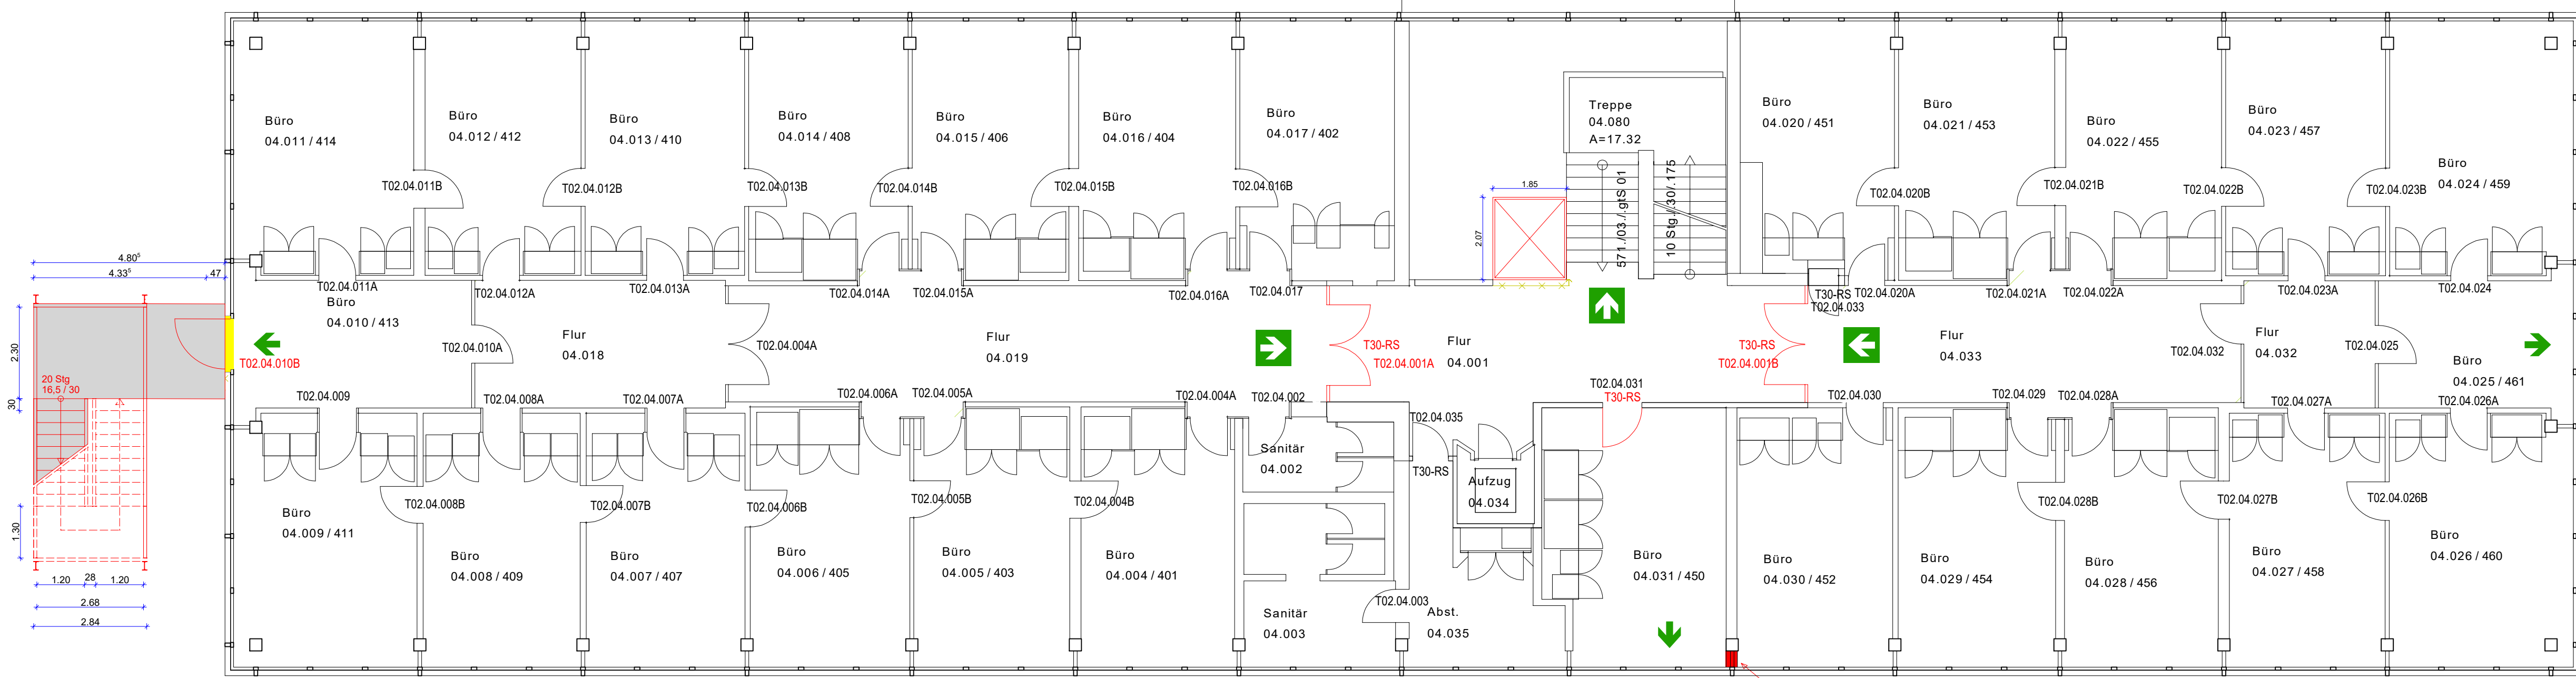 Büro
04.011 / 414
Büro
04.012 / 412
Büro
04.013 / 410
Büro
04.014 / 408
Büro
04.015 / 406
Büro
04.016 / 404
Büro
04.017 / 402
Treppe
04.080
A=17.32
Büro
04.020 / 451
Büro
04.021 / 453
Büro
04.022 / 455
Büro
04.023 / 457
Büro
04.024 / 459
T02.04.011B
T02.04.012B
T02.04.013B
T02.04.014B
T02.04.015B
T02.04.016B
1.85
2.07
10 Stg./.30/.175
10 Stg./.30/.175
T02.04.020B
T02.04.021B
T02.04.022B
T02.04.023B
4.80⁵
4.33⁵
47
T02.04.011A
T02.04.012A
T02.04.013A
T02.04.014A
T02.04.015A
T02.04.016A
T02.04.017
T30-RS
T02.04.033
T02.04.020A
T02.04.021A
T02.04.022A
T02.04.023A
T02.04.024
Büro
04.010 / 413
T02.04.010A
Flur
04.018
T02.04.004A
Flur
04.019
T30-RS
T02.04.001A
Flur
04.001
T30-RS
T02.04.001B
Flur
04.033
T02.04.032
Flur
04.032
T02.04.025
Büro
04.025 / 461
T02.04.010B
2.30
20 Stg
16,5 / 30
30
1.30
1.20
28
1.20
2.68
2.84
T02.04.009
T02.04.008A
T02.04.007A
T02.04.006A
T02.04.005A
T02.04.004A
T02.04.002
T02.04.035
T30-RS
T02.04.031
T30-RS
T02.04.030
T02.04.029
T02.04.028A
T02.04.027A
T02.04.026A
Sanitär
04.002
Aufzug
04.034
T02.04.008B
T02.04.007B
T02.04.006B
T02.04.005B
T02.04.004B
T02.04.028B
T02.04.027B
T02.04.026B
Büro
04.009 / 411
Büro
04.008 / 409
Büro
04.007 / 407
Büro
04.006 / 405
Büro
04.005 / 403
Büro
04.004 / 401
Sanitär
04.003
T02.04.003
Abst.
04.035
Büro
04.031 / 450
Büro
04.030 / 452
Büro
04.029 / 454
Büro
04.028 / 456
Büro
04.027 / 458
Büro
04.026 / 460